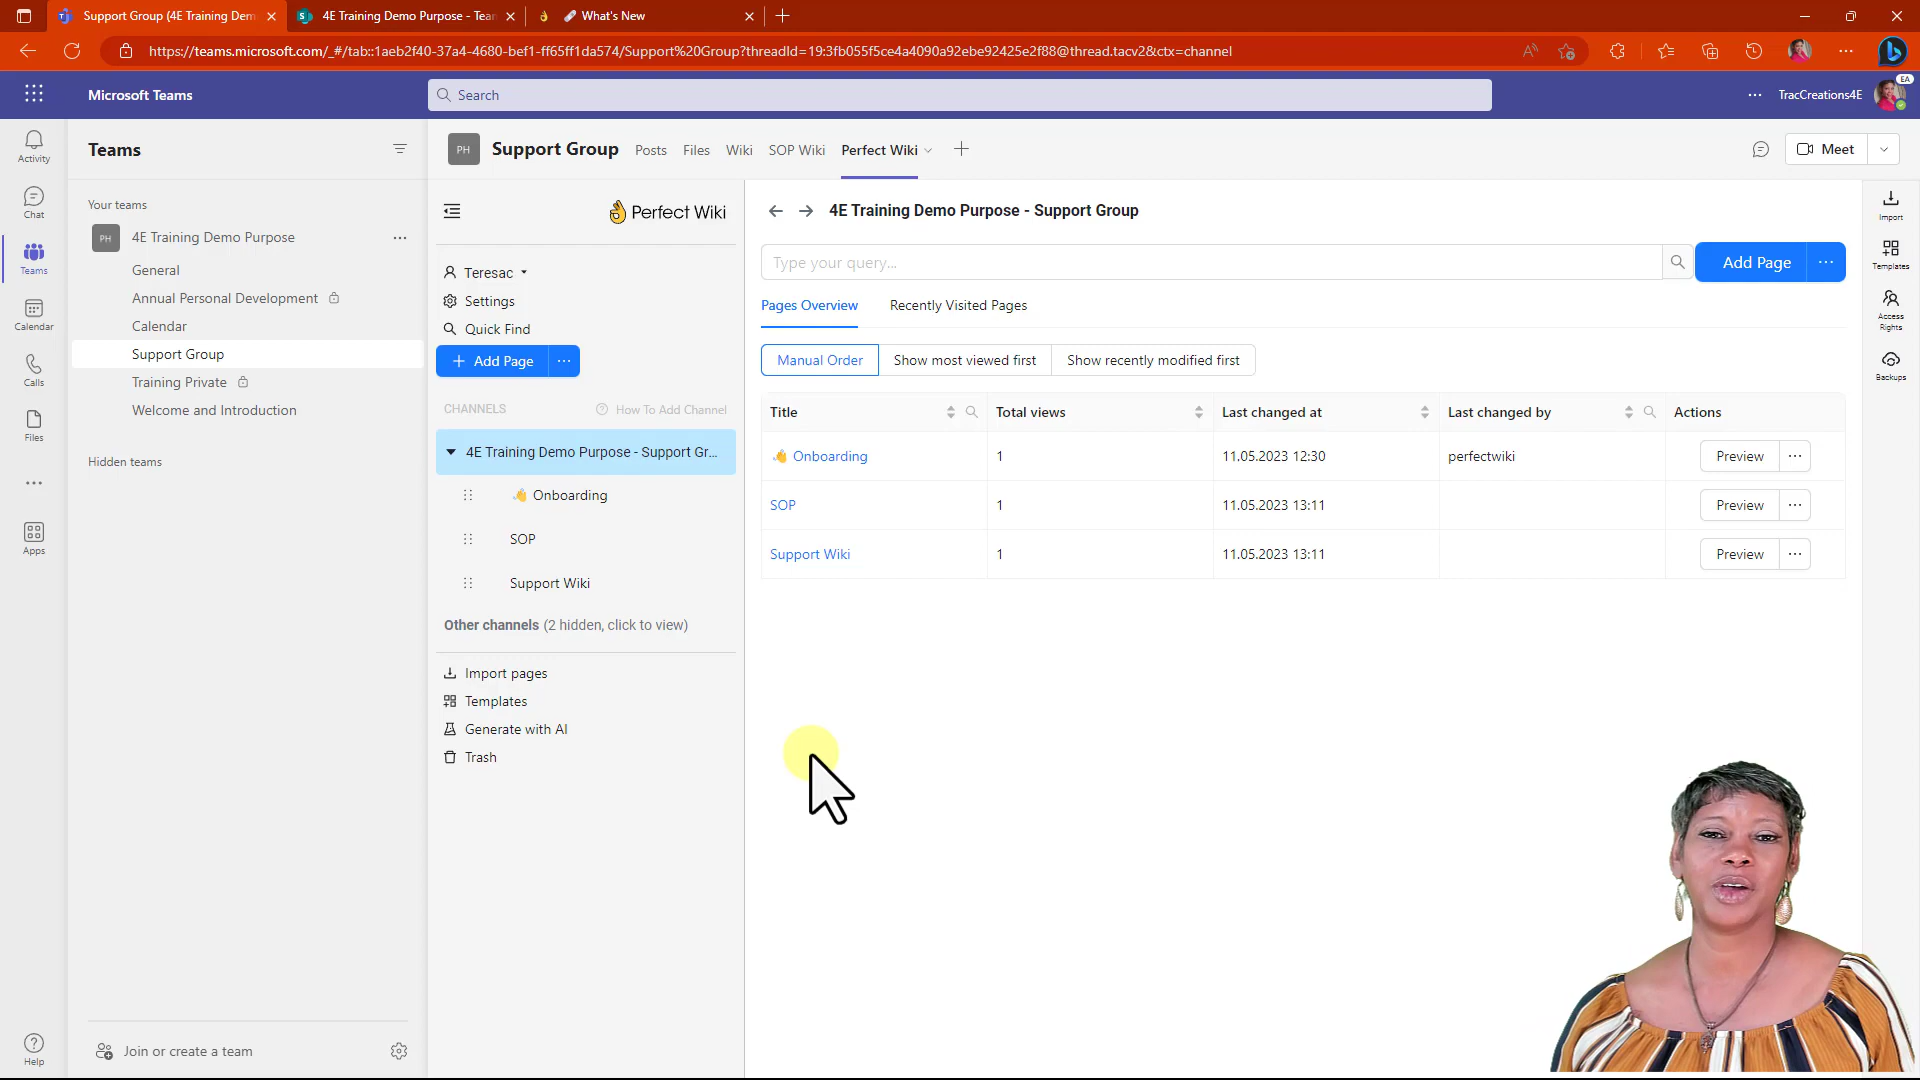 Support Group (4E Training Dem
4E Training Demo Purpose - Tean
What's New
https://teams.microsoft.com/_#/tab::1aeb2f40-37a4-4680-bef1-ff65ff1da574/Support%20Group?threadId=19:3fb055f5ce4a4090a92ebe92425e2f88@thread.tacv2&ctx=channel
Microsoft Teams
Search
TracCreations4E
EA
Activity
Chat
Teams
Calendar
Calls
Files
Apps
Help
Teams
Your teams
PH 4E Training Demo Purpose
General
Annual Personal Development
Calendar
Support Group
Training Private
Welcome and Introduction
Hidden teams
Join or create a team
PH Support Group Posts Files Wiki SOP Wiki Perfect Wiki
Meet
Perfect Wiki
Teresac
Settings
Quick Find
Add Page
CHANNELS How To Add Channel
4E Training Demo Purpose - Support Gr...
Onboarding
SOP
Support Wiki
Other channels (2 hidden, click to view)
Import pages
Templates
Generate with AI
Trash
4E Training Demo Purpose - Support Group
Type your query...
Add Page
Pages Overview Recently Visited Pages
Manual Order Show most viewed first Show recently modified first
Title Total views Last changed at Last changed by Actions
Onboarding 1 11.05.2023 12:30 perfectwiki Preview
SOP 1 11.05.2023 13:11 Preview
Support Wiki 1 11.05.2023 13:11 Preview
Import
Templates
Access
Rights
Backups